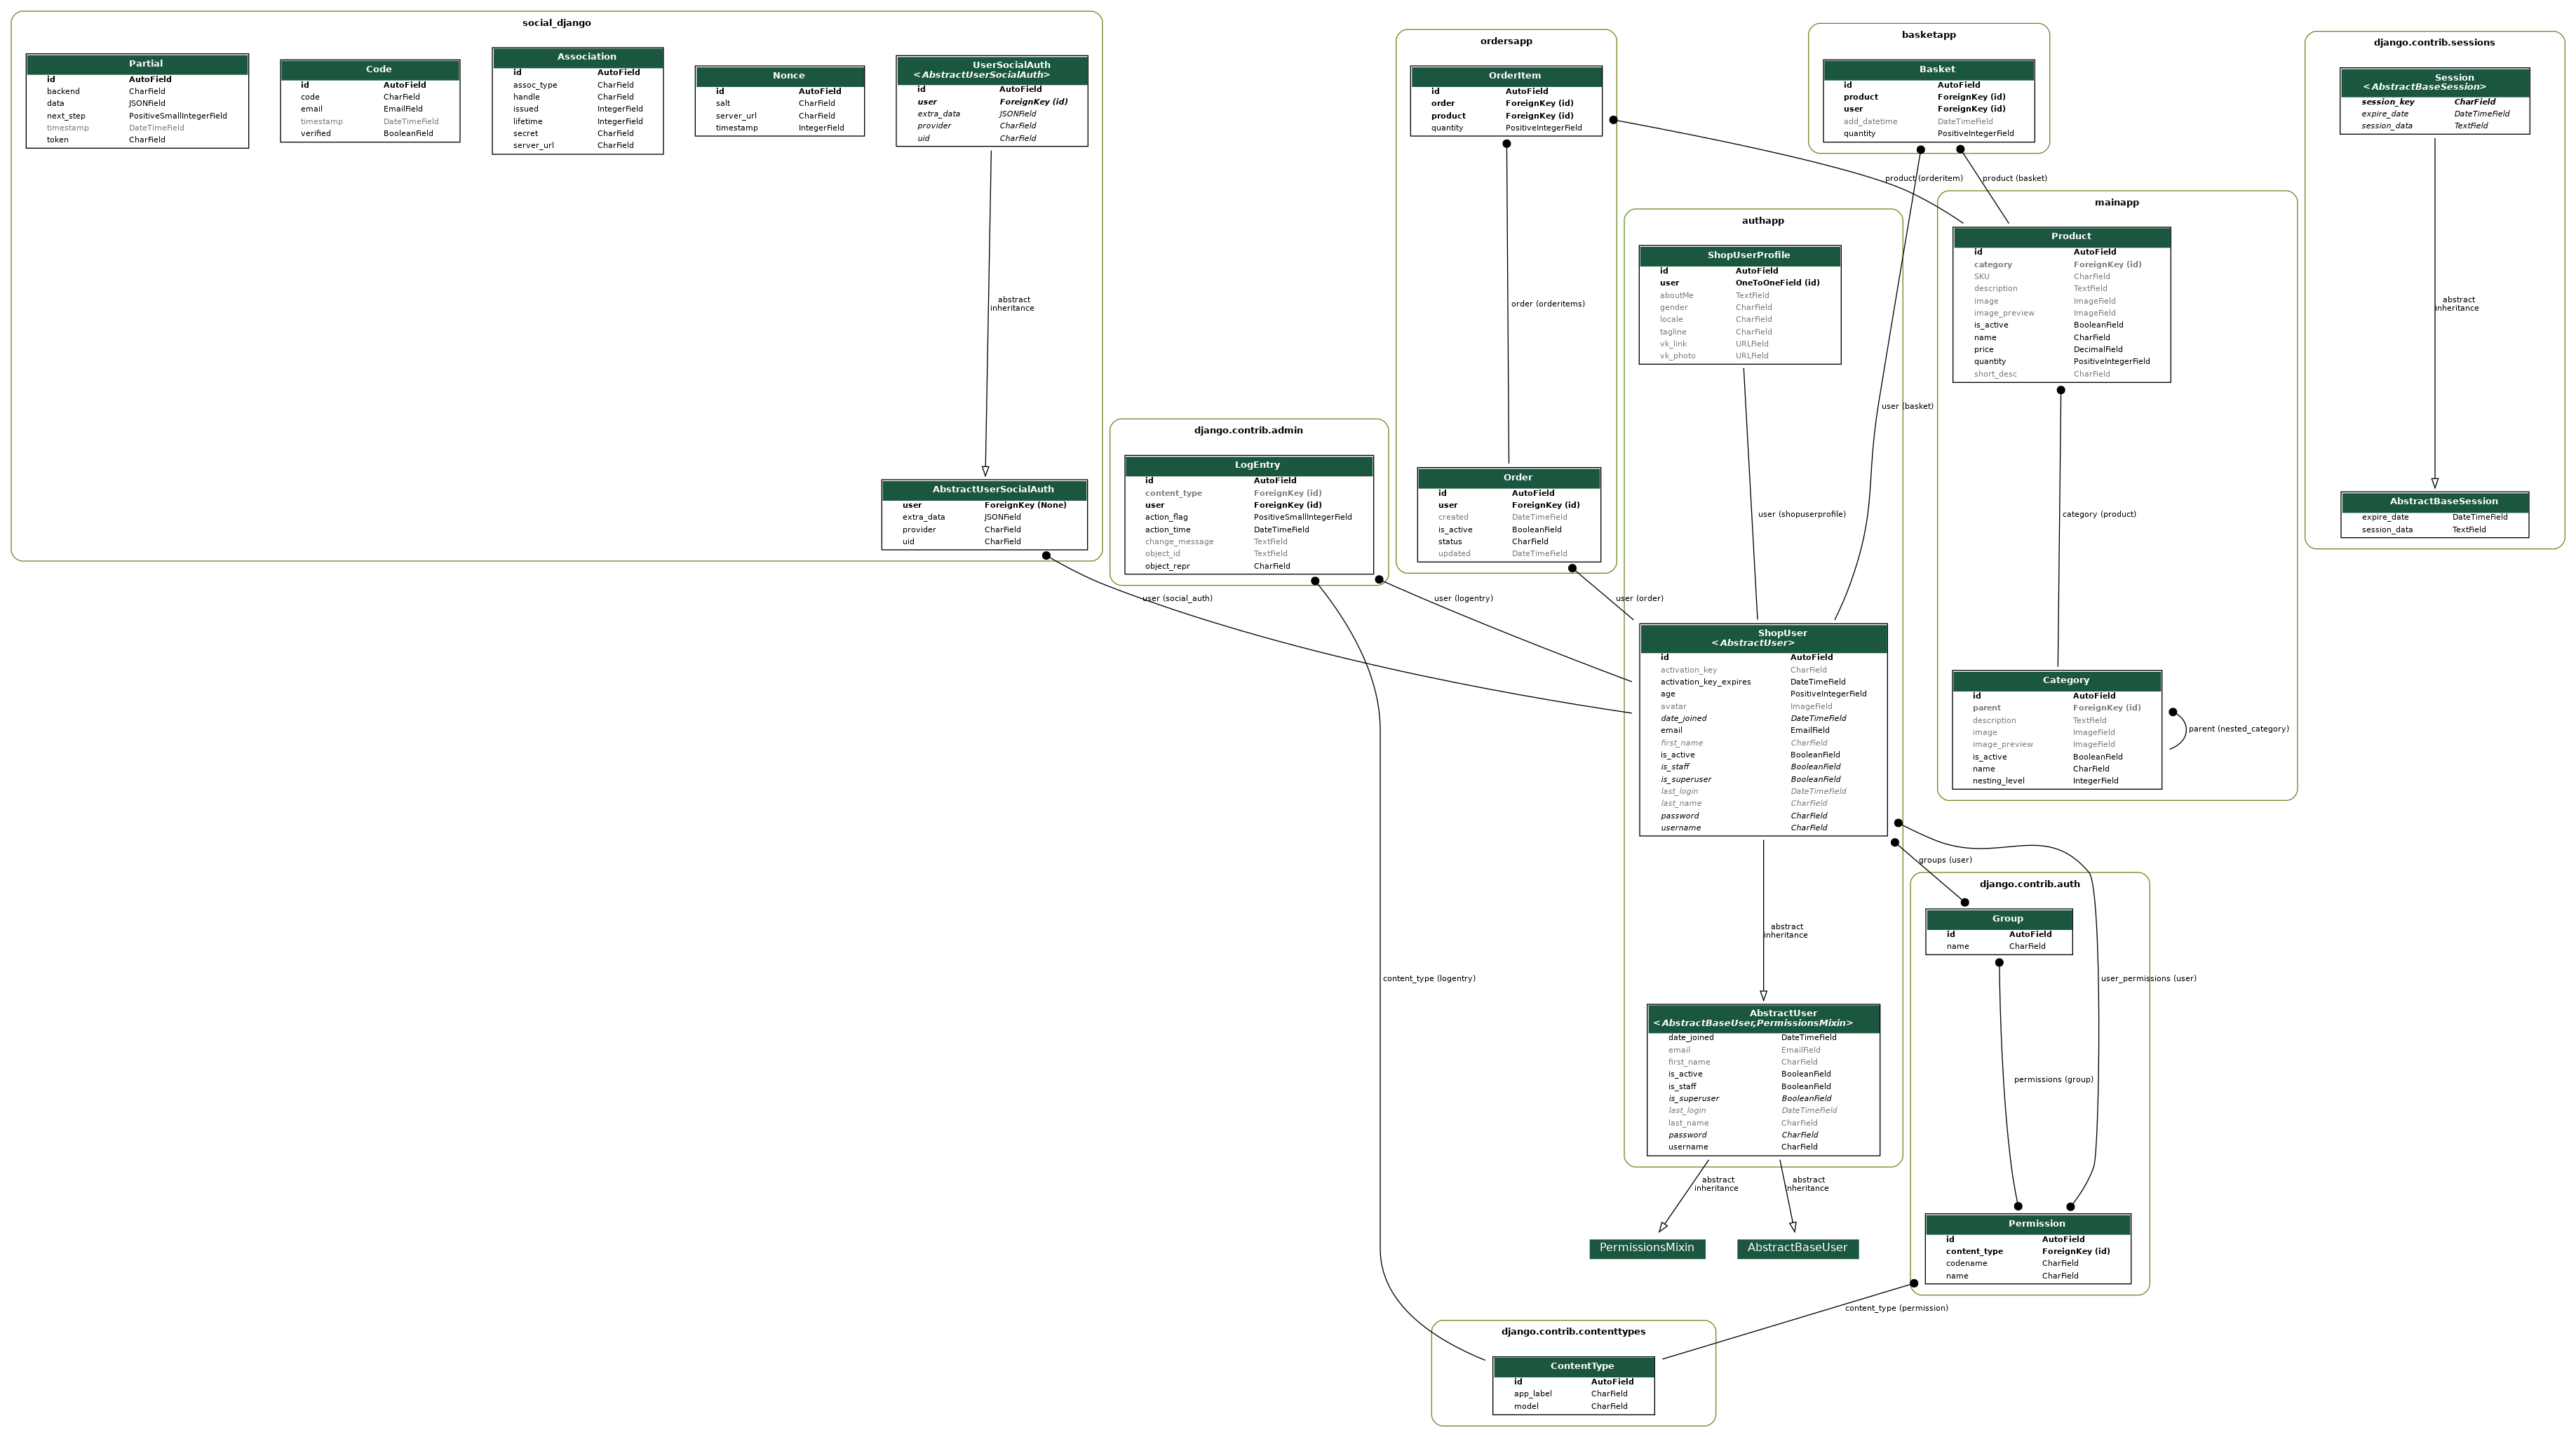 social_django
Partial
id AutoField
backend CharField
data JSONField
next_step PositiveSmallIntegerField
timestamp DateTimeField
token CharField
Code
id AutoField
code CharField
email EmailField
timestamp DateTimeField
verified BooleanField
Association
id AutoField
assoc_type CharField
handle CharField
issued IntegerField
lifetime IntegerField
secret CharField
server_url CharField
Nonce
id AutoField
salt CharField
server_url CharField
timestamp IntegerField
UserSocialAuth
<AbstractUserSocialAuth>
id AutoField
user ForeignKey (id)
extra_data JSONField
provider CharField
uid CharField
abstract
inheritance
AbstractUserSocialAuth
user ForeignKey (None)
extra_data JSONField
provider CharField
uid CharField
user (social_auth)
django.contrib.admin
LogEntry
id AutoField
content_type ForeignKey (id)
user ForeignKey (id)
action_flag PositiveSmallIntegerField
action_time DateTimeField
change_message TextField
object_id TextField
object_repr CharField
user (logentry)
content_type (logentry)
ordersapp
OrderItem
id AutoField
order ForeignKey (id)
product ForeignKey (id)
quantity PositiveIntegerField
order (orderitems)
Order
id AutoField
user ForeignKey (id)
created DateTimeField
is_active BooleanField
status CharField
updated DateTimeField
user (order)
basketapp
Basket
id AutoField
product ForeignKey (id)
user ForeignKey (id)
add_datetime DateTimeField
quantity PositiveIntegerField
product (orderitem)
product (basket)
user (basket)
authapp
ShopUserProfile
id AutoField
user OneToOneField (id)
aboutMe TextField
gender CharField
locale CharField
tagline CharField
vk_link URLField
vk_photo URLField
user (shopuserprofile)
ShopUser
<AbstractUser>
id AutoField
activation_key CharField
activation_key_expires DateTimeField
age PositiveIntegerField
avatar ImageField
date_joined DateTimeField
email EmailField
first_name CharField
is_active BooleanField
is_staff BooleanField
is_superuser BooleanField
last_login DateTimeField
last_name CharField
password CharField
username CharField
abstract
inheritance
AbstractUser
<AbstractBaseUser,PermissionsMixin>
date_joined DateTimeField
email EmailField
first_name CharField
is_active BooleanField
is_staff BooleanField
is_superuser BooleanField
last_login DateTimeField
last_name CharField
password CharField
username CharField
abstract
inheritance
abstract
inheritance
PermissionsMixin
AbstractBaseUser
mainapp
Product
id AutoField
category ForeignKey (id)
SKU CharField
description TextField
image ImageField
image_preview ImageField
is_active BooleanField
name CharField
price DecimalField
quantity PositiveIntegerField
short_desc CharField
category (product)
Category
id AutoField
parent ForeignKey (id)
description TextField
image ImageField
image_preview ImageField
is_active BooleanField
name CharField
nesting_level IntegerField
parent (nested_category)
django.contrib.sessions
Session
<AbstractBaseSession>
session_key CharField
expire_date DateTimeField
session_data TextField
abstract
inheritance
AbstractBaseSession
expire_date DateTimeField
session_data TextField
groups (user)
django.contrib.auth
Group
id AutoField
name CharField
user_permissions (user)
permissions (group)
Permission
id AutoField
content_type ForeignKey (id)
codename CharField
name CharField
content_type (permission)
django.contrib.contenttypes
ContentType
id AutoField
app_label CharField
model CharField